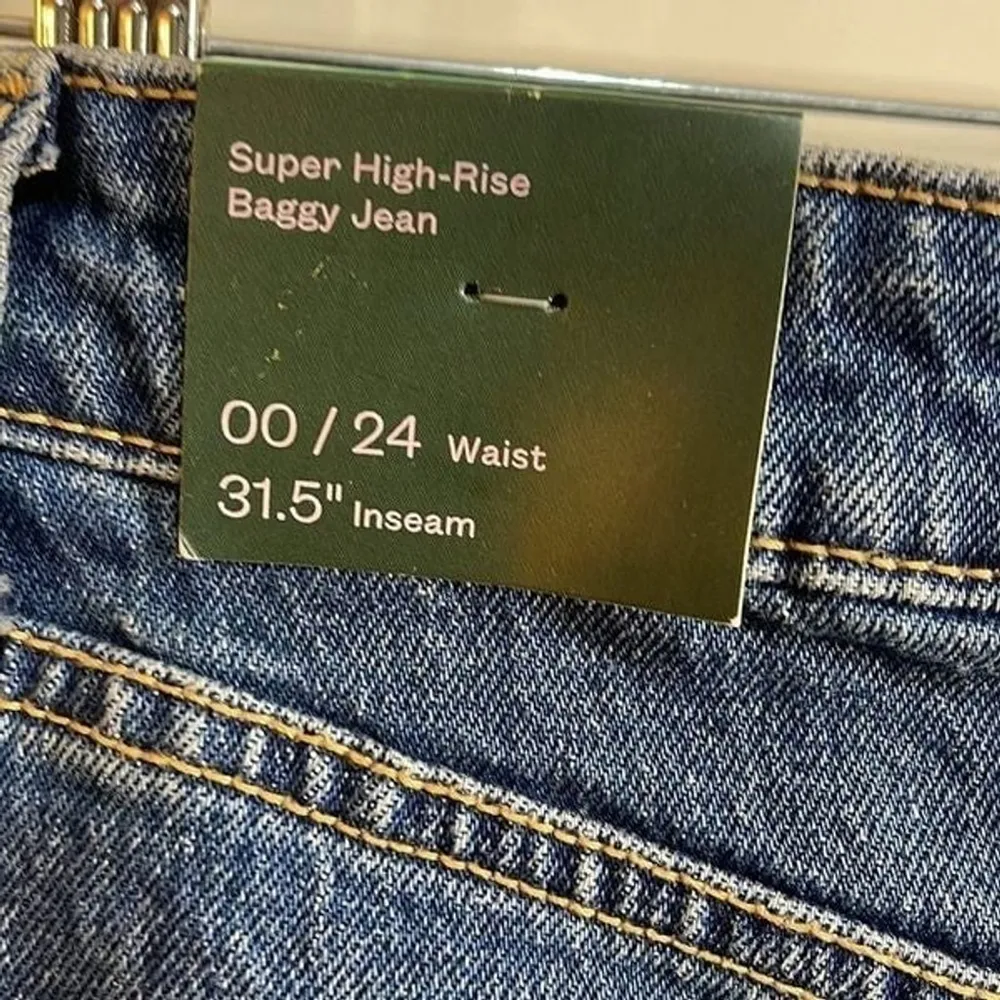 Super High-Rise
Baggy Jean
00 / 24 Waist
31.5" Inseam